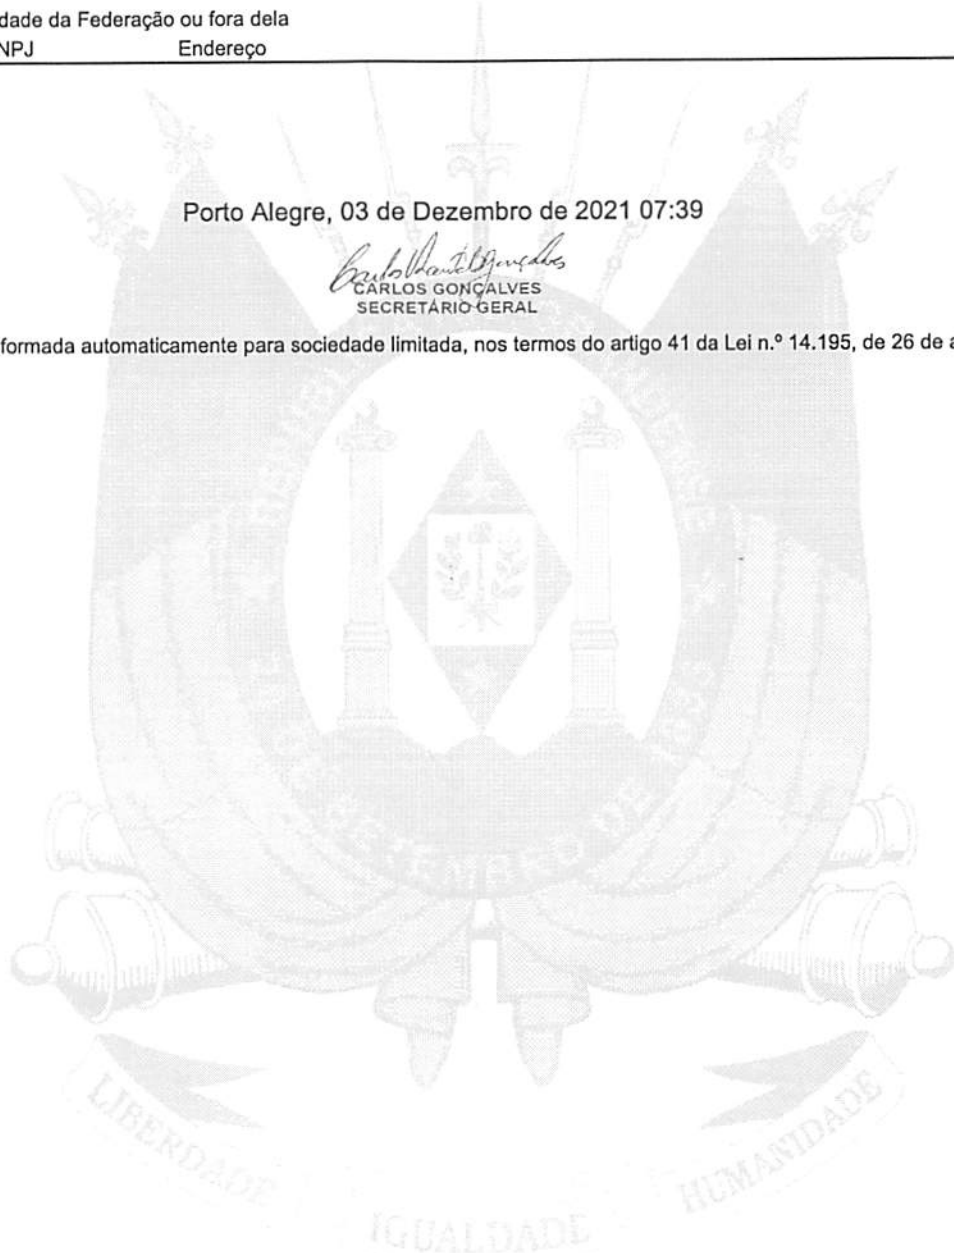 dade da Federação ou fora dela
NPJ Endereço
Porto Alegre, 03 de Dezembro de 2021 07:39
CARLOS GONÇALVES
SECRETÁRIO GERAL
formada automaticamente para sociedade limitada, nos termos do artigo 41 da Lei n.º 14.195, de 26 de a
LIBERDADE
IGUALDADE
HUMANIDADE